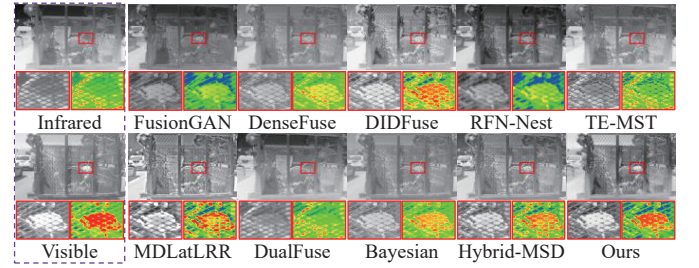 Infrared FusionGAN DenseFuse DIDFuse RFN-Nest TE-MST
Visible MDLatLRR DualFuse Bayesian Hybrid-MSD Ours